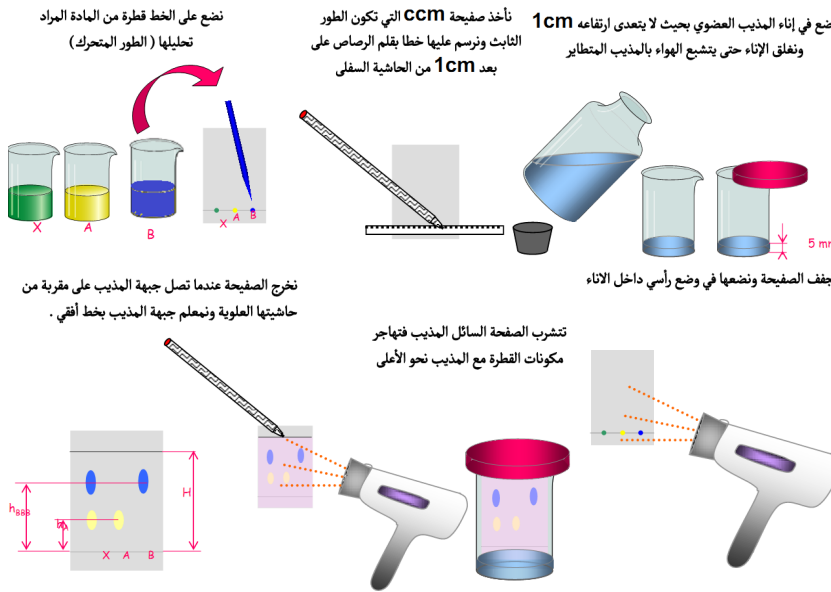 ضع في إناء المذيب العضوي بحيث لا يتعدى ارتفاعه 1cm
ونغلق الإناء حتى يتشبع الهواء بالمذيب المتطاير
نأخذ صفيحة ccm التي تكون الطور
الثابث ونرسم عليها خطا بقلم الرصاص على
بعد 1cm من الحاشية السفلى
نضع على الخط قطرة من المادة المراد
تحليلها ( الطور المتحرك)
X
A
B
X A B
5 mm
جفف الصفيحة ونضعها في وضع رأسي داخل الاناء
تتشرب الصفحة السائل المذيب فتهاجر
مكونات القطرة مع المذيب نحو الأعلى
نخرج الصفيحة عندما تصل جبهة المذيب على مقربة من
حاشيتها العلوية ونمعلم جبهة المذيب بخط أفقي .
H
hBBB
X A B